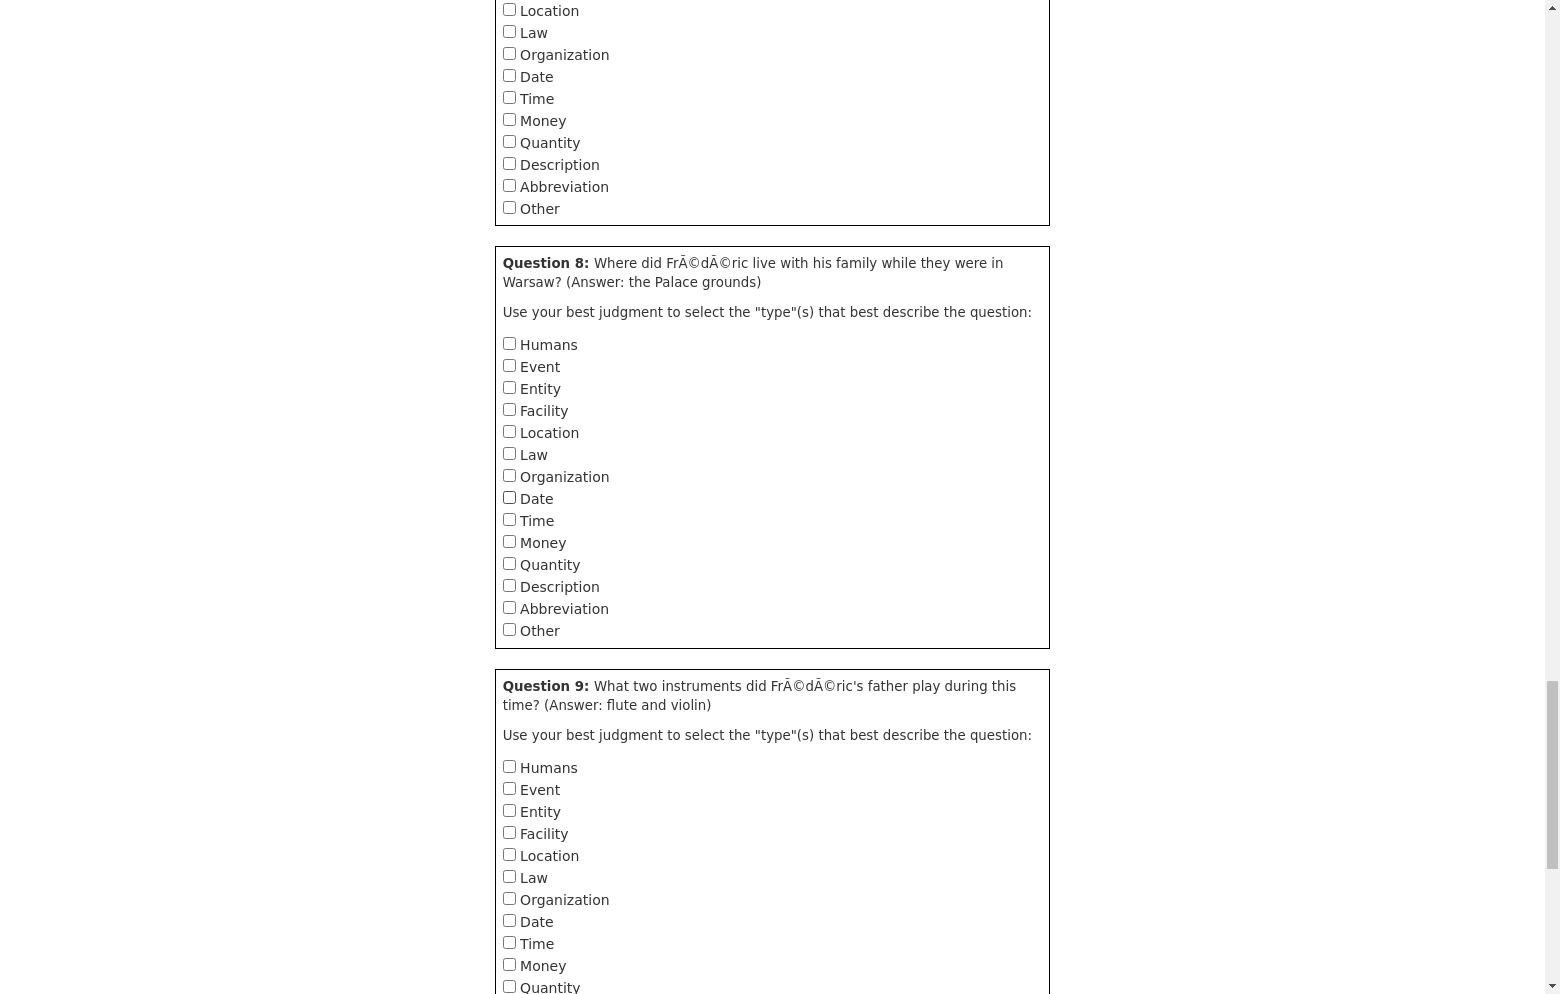 Location
Law
Organization
Date
Time
Money
Quantity
Description
Abbreviation
Other
Question 8: Where did FrÃ©dÃ©ric live with his family while they were in
Warsaw? (Answer: the Palace grounds)
Use your best judgment to select the "type"(s) that best describe the question:
Humans
Event
Entity
Facility
Location
Law
Organization
Date
Time
Money
Quantity
Description
Abbreviation
Other
Question 9: What two instruments did FrÃ©dÃ©ric's father play during this
time? (Answer: flute and violin)
Use your best judgment to select the "type"(s) that best describe the question:
Humans
Event
Entity
Facility
Location
Law
Organization
Date
Time
Money
Quantity